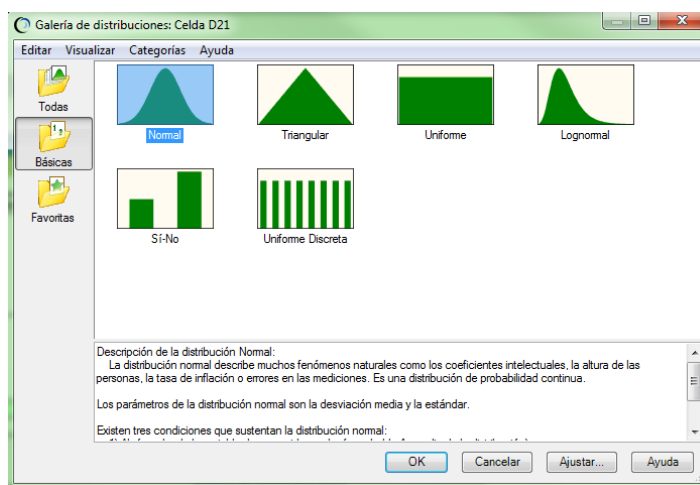 Galería de distribuciones: Celda D21
Editar Visualizar Categorías Ayuda
Todas
Básicas
Favoritas
Normal
Triangular
Uniforme
Lognormal
Sí-No
Uniforme Discreta
Descripción de la distribución Normal:
La distribución normal describe muchos fenómenos naturales como los coeficientes intelectuales, la altura de las
personas, la tasa de inflación o errores en las mediciones. Es una distribución de probabilidad continua.
Los parámetros de la distribución normal son la desviación media y la estándar.
Existen tres condiciones que sustentan la distribución normal:
OK Cancelar Ajustar... Ayuda